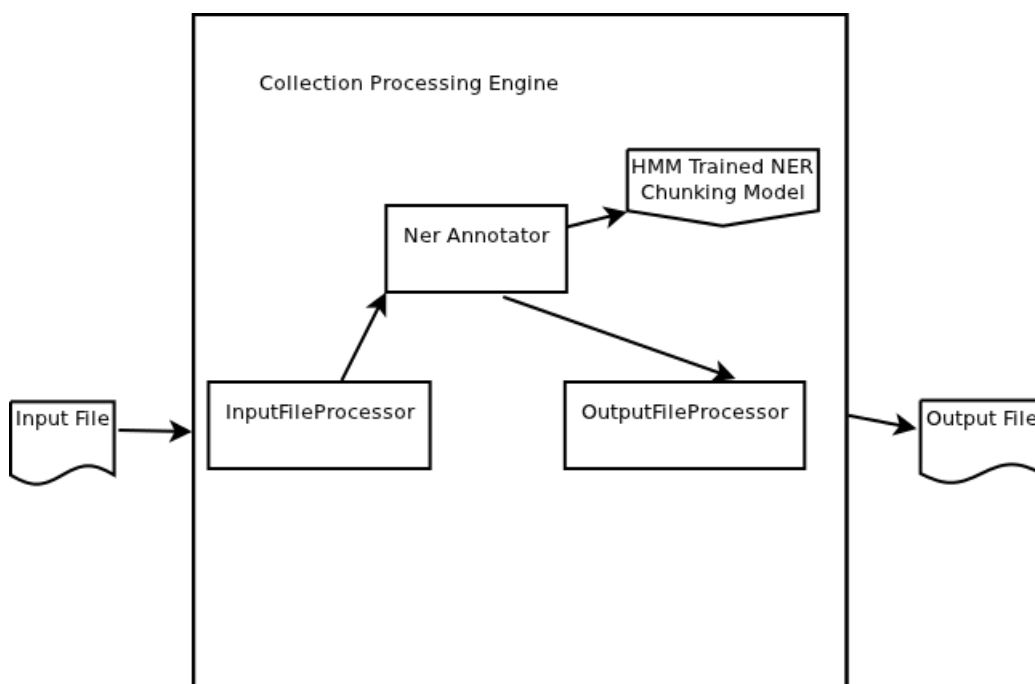 Collection Processing Engine
HMM Trained NER
Chunking Model
Ner Annotator
InputFileProcessor
OutputFileProcessor
Input File
Output File